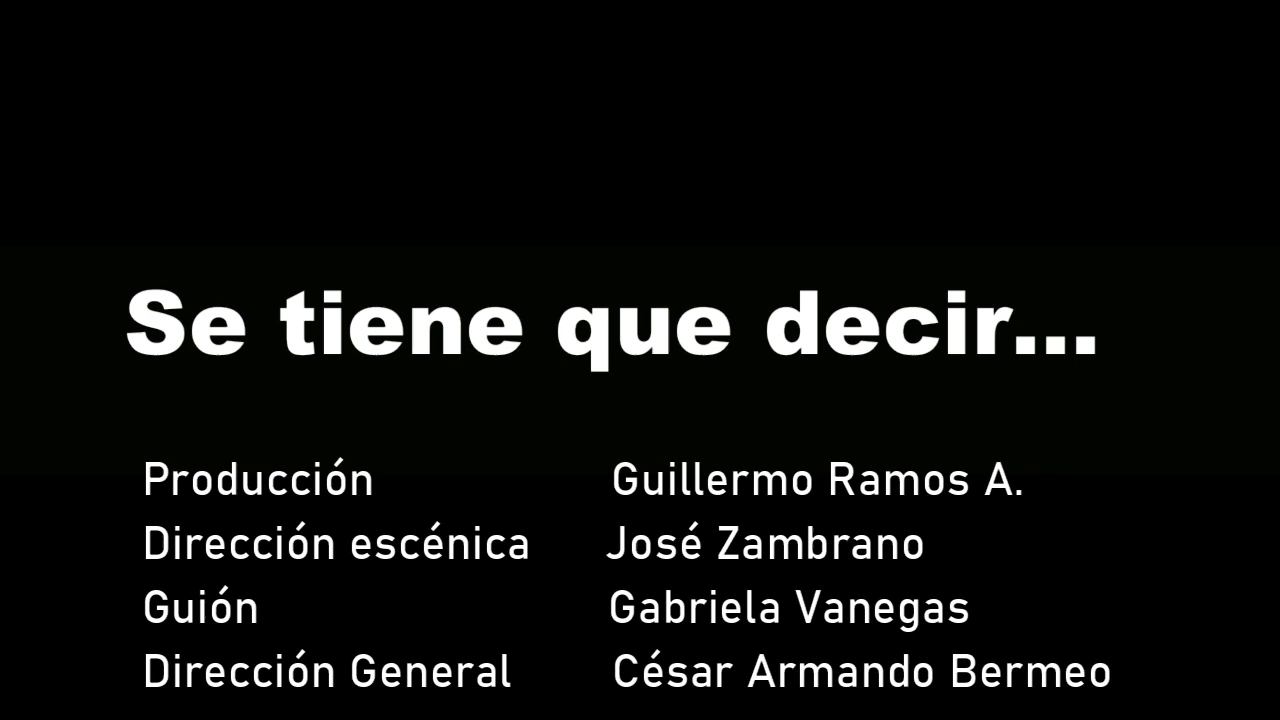 Se tiene que decir...
Producción Guillermo Ramos A.
Dirección escénica José Zambrano
Guión Gabriela Vanegas
Dirección General César Armando Bermeo